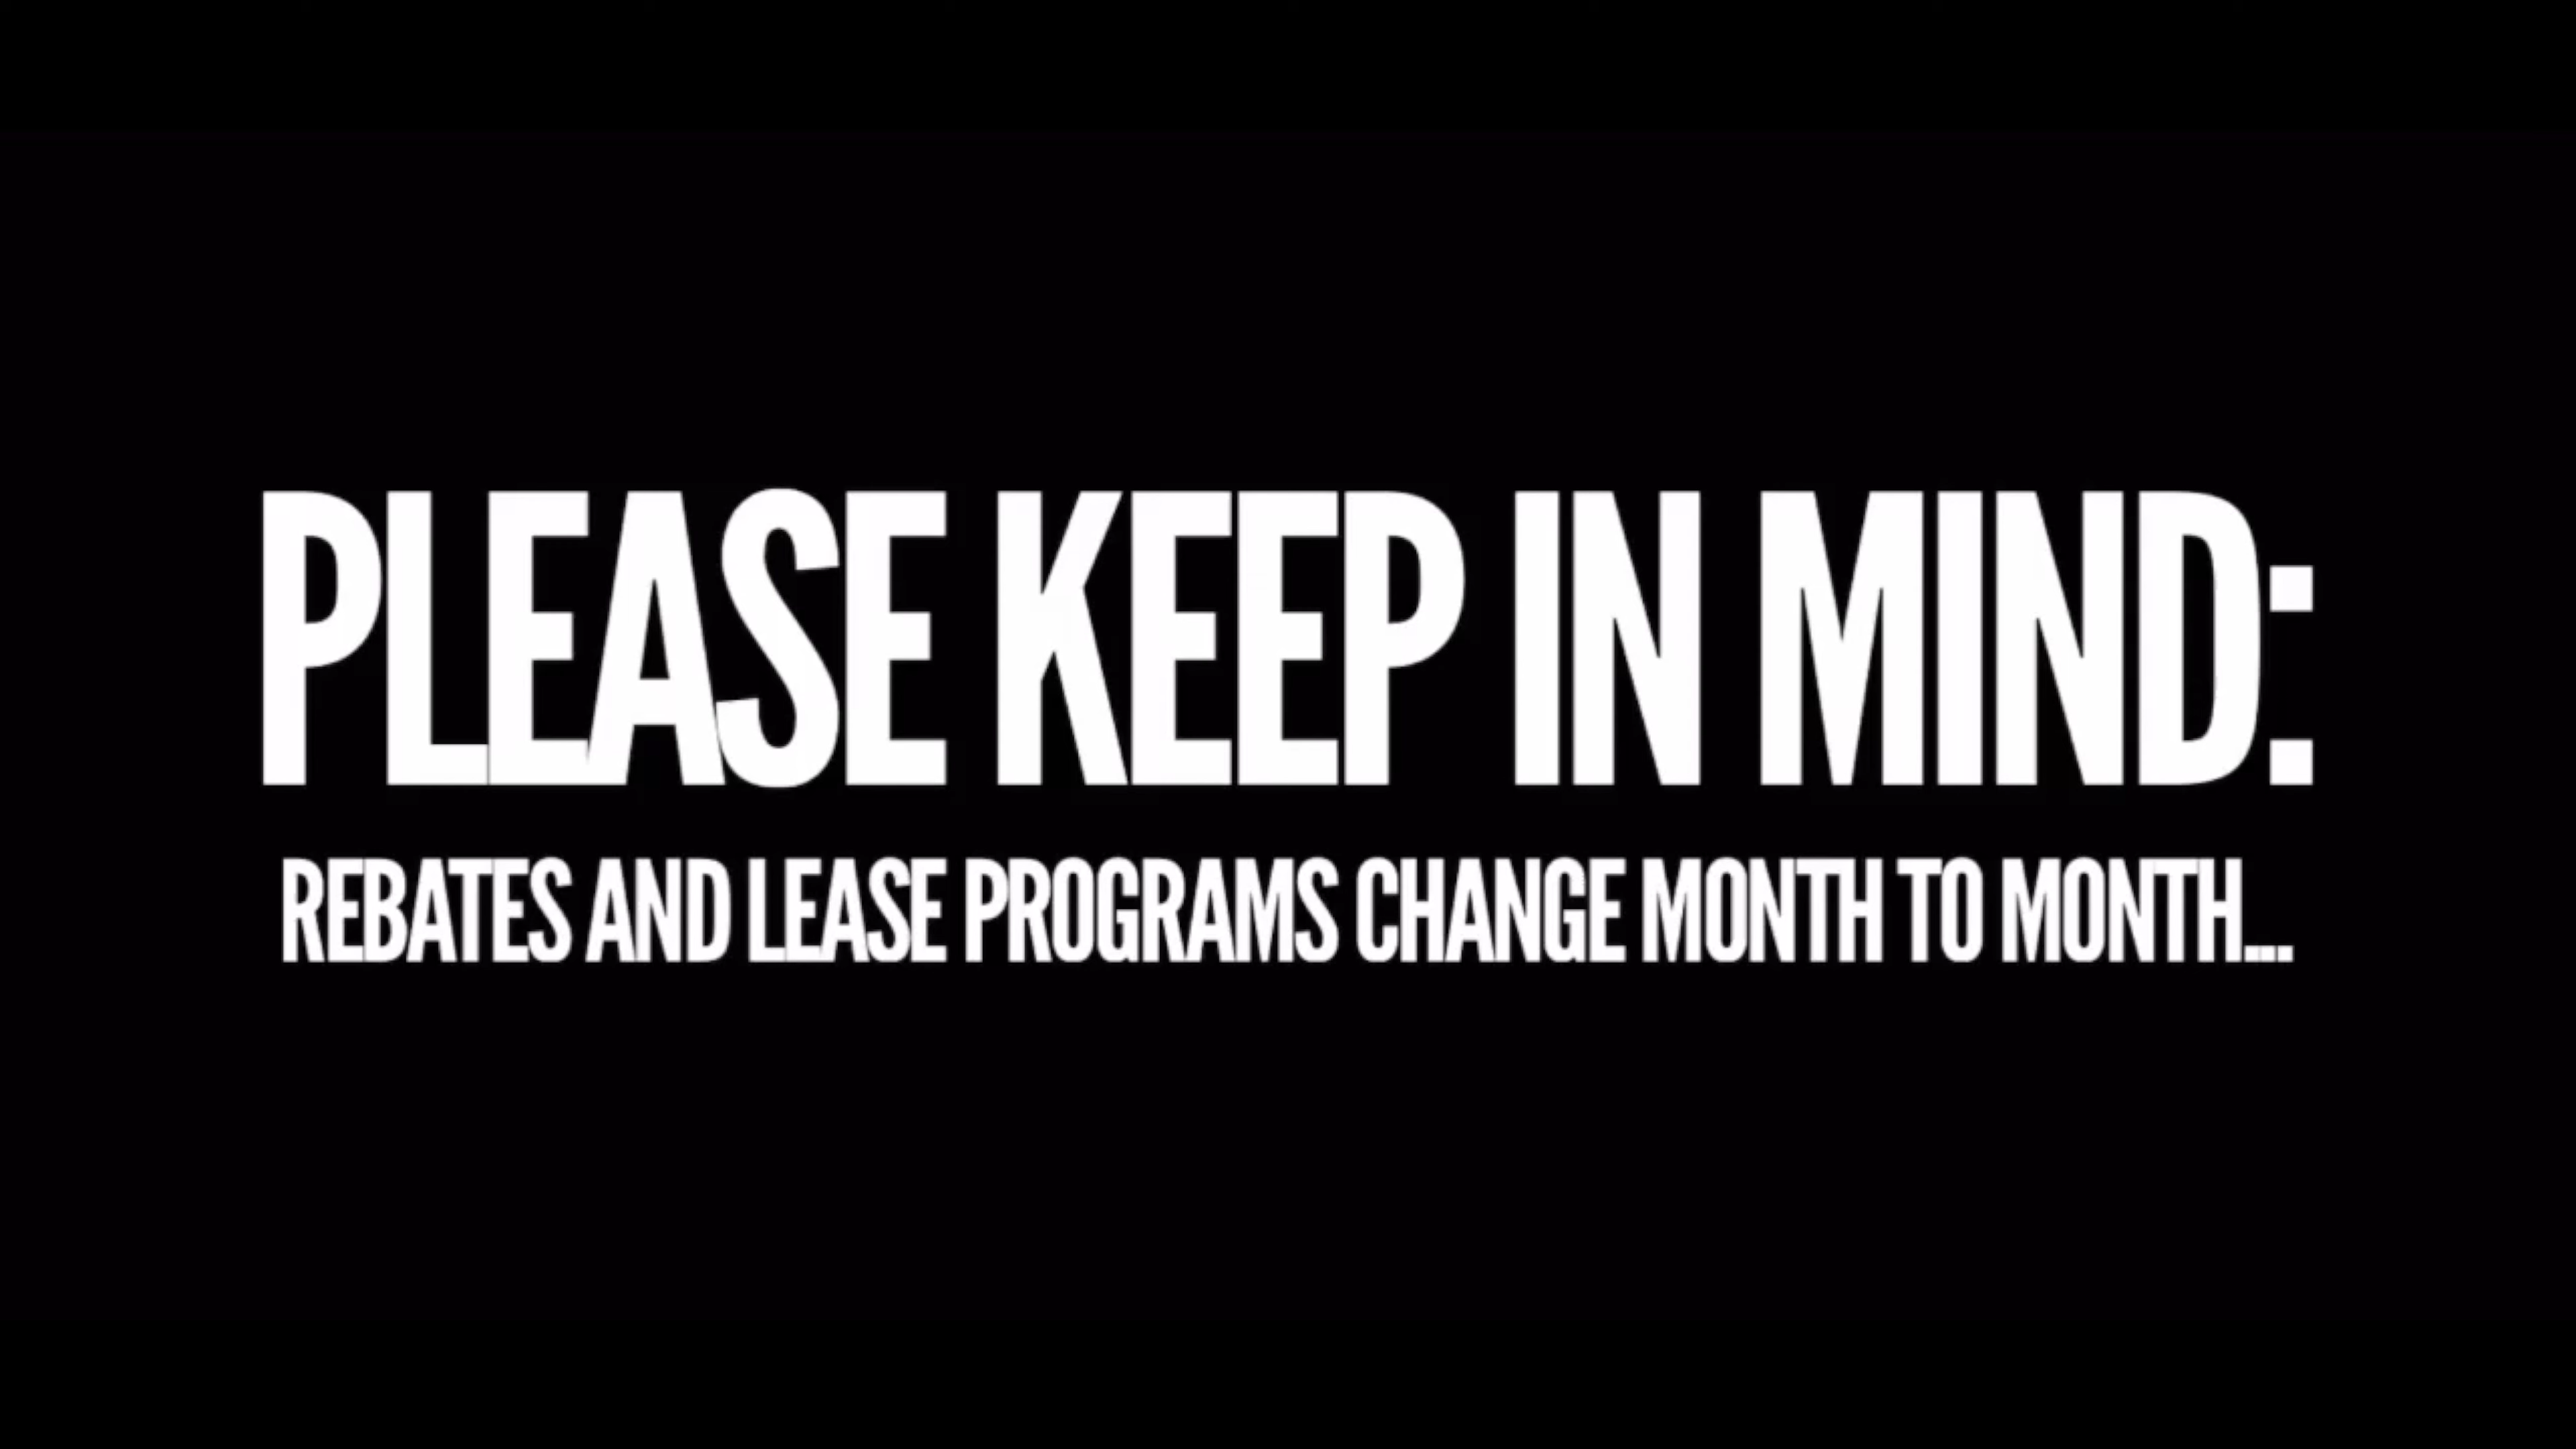 PLEASE KEEP IN MIND:
REBATES AND LEASE PROGRAMS CHANGE MONTH TO MONTH...